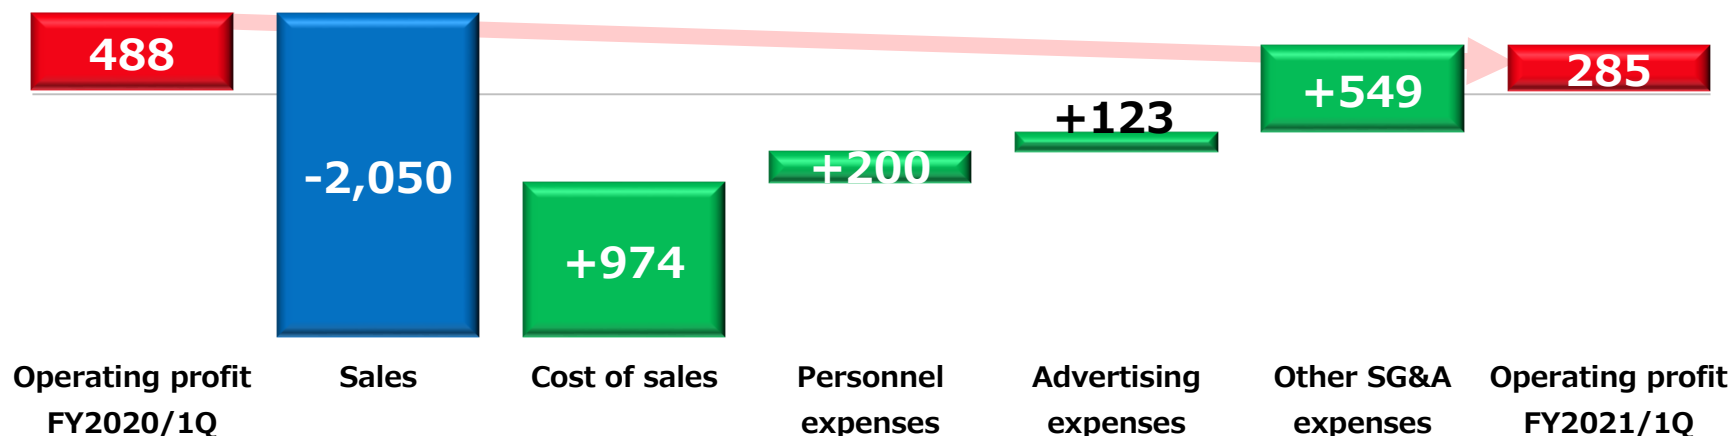 488
-2,050
+974
+200
+123
+549
285
Operating profit
FY2020/1Q
Sales
Cost of sales
Personnel
expenses
Advertising
expenses
Other SG&A
expenses
Operating profit
FY2021/1Q